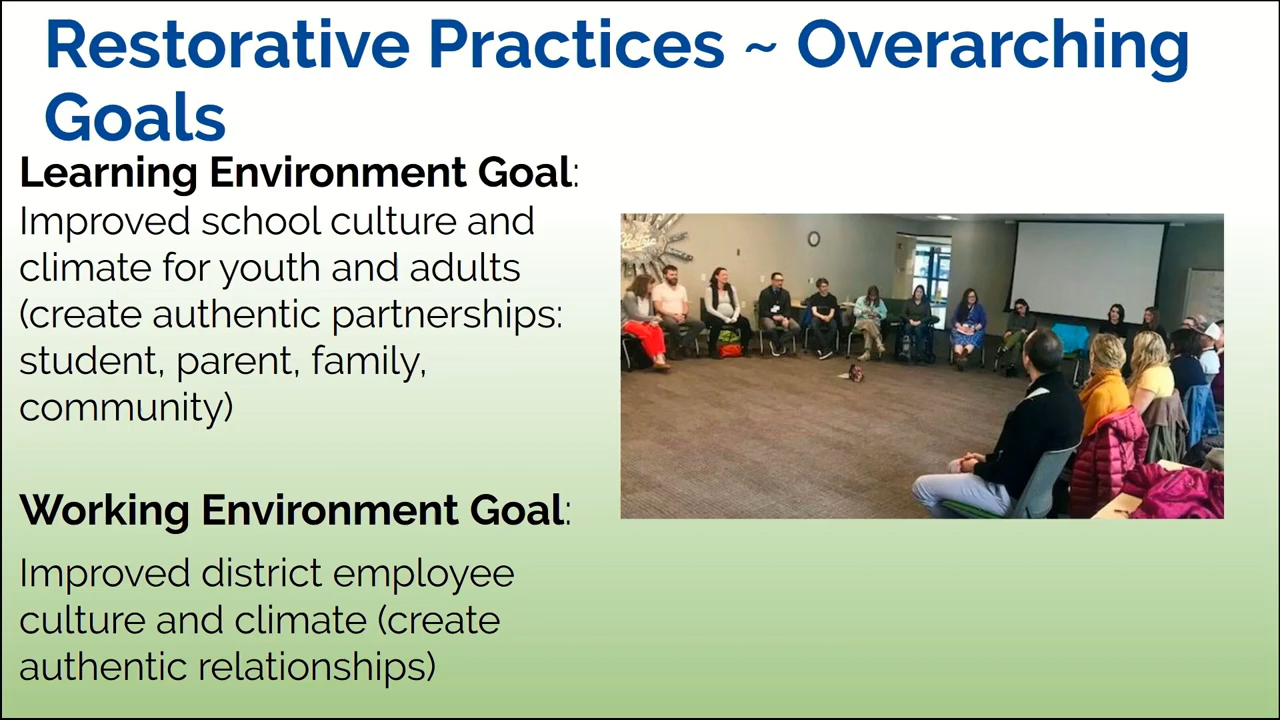 Restorative Practices ~ Overarching
Goals
Learning Environment Goal:
Improved school culture and
climate for youth and adults
(create authentic partnerships:
student, parent, family,
community)
Working Environment Goal:
Improved district employee
culture and climate (create
authentic relationships)